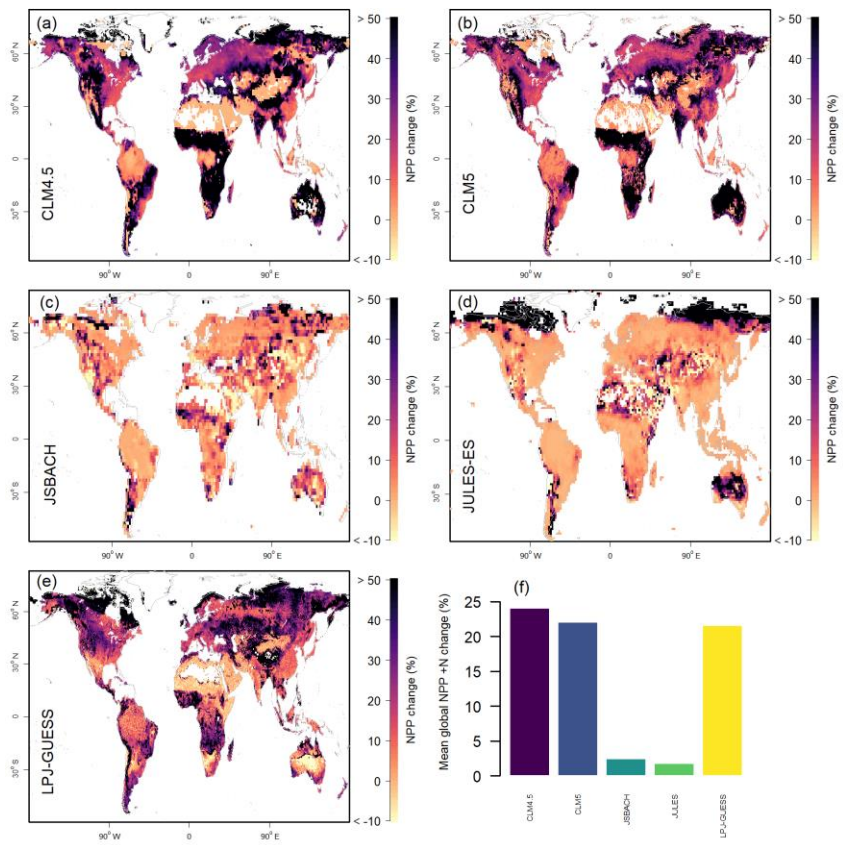 (a)
> 50
40
30
20
10
0
< -10
NPP change (%)
60°N
30°N
0
30°S
90°W
0
90°E
CLM4.5
(b)
> 50
40
30
20
10
0
< -10
NPP change (%)
60°N
30°N
0
30°S
90°W
0
90°E
CLM5
(c)
> 50
40
30
20
10
0
< -10
NPP change (%)
60°N
30°N
0
30°S
90°W
0
90°E
JSBACH
(d)
> 50
40
30
20
10
0
< -10
NPP change (%)
60°N
30°N
0
30°S
90°W
0
90°E
JULES-ES
(e)
> 50
40
30
20
10
0
< -10
NPP change (%)
60°N
30°N
0
30°S
90°W
0
90°E
LPJ-GUESS
(f)
Mean global NPP +N change (%)
25
20
15
10
5
0
CLM4.5
CLM5
JSBACH
JULES
LPJ-GUESS